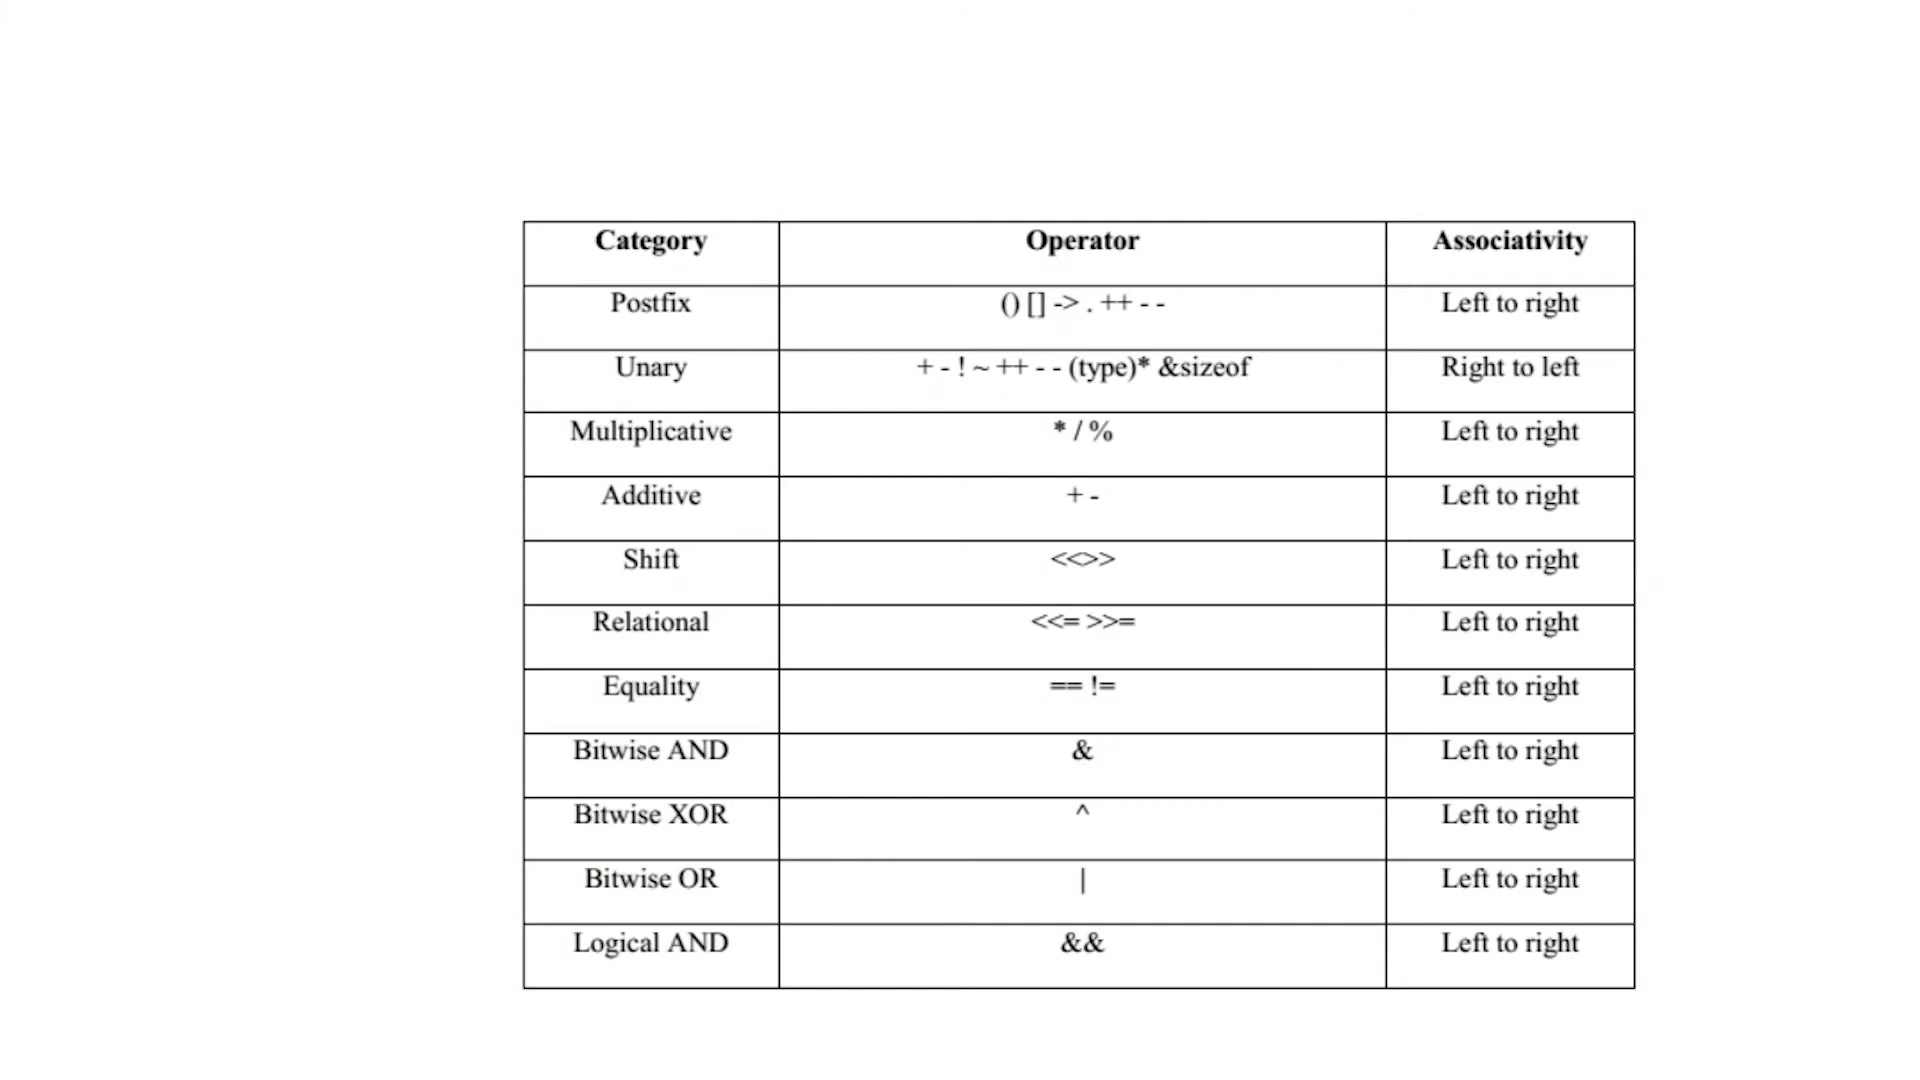 Category Operator Associativity
Postfix () [] -> . ++ - - Left to right
Unary + - ! ~ ++ - - (type)* &sizeof Right to left
Multiplicative * / % Left to right
Additive + - Left to right
Shift <<>> Left to right
Relational <<= >>= Left to right
Equality == != Left to right
Bitwise AND & Left to right
Bitwise XOR ^ Left to right
Bitwise OR | Left to right
Logical AND && Left to right